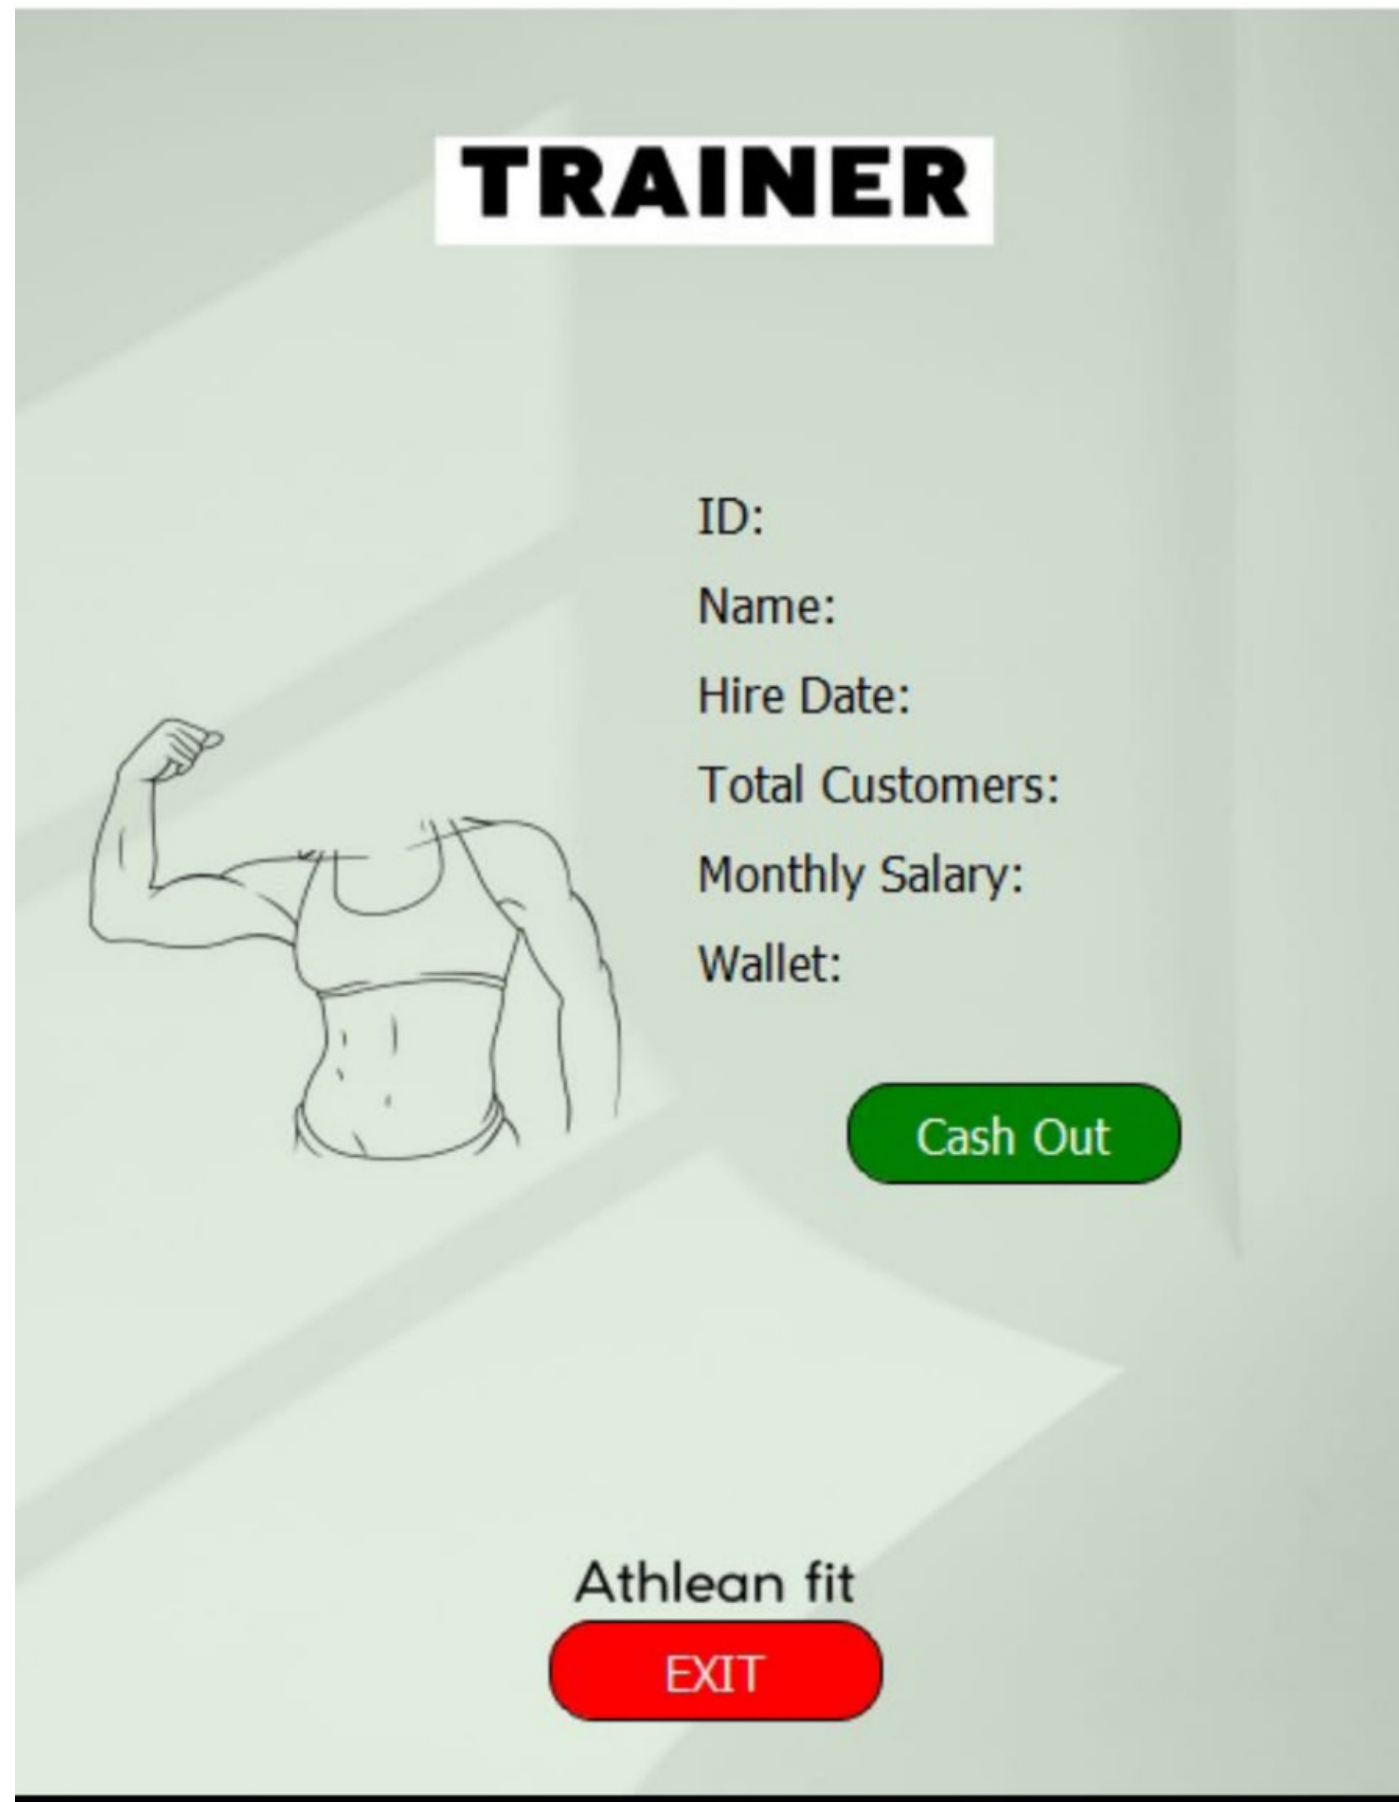 TRAINER
ID:
Name:
Hire Date:
Total Customers:
Monthly Salary:
Wallet:
Cash Out
Athlean fit
EXIT